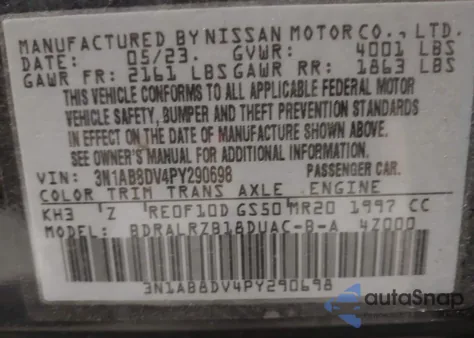 MANUFACTURED BY NISSAN MOTOR CO., LTD.
DATE: 05/23. GVWR: 4001 LBS
GAWR FR: 2161 LBS GAWR RR: 1863 LBS
THIS VEHICLE CONFORMS TO ALL APPLICABLE FEDERAL MOTOR
VEHICLE SAFETY, BUMPER AND THEFT PREVENTION STANDARDS
IN EFFECT ON THE DATE OF MANUFACTURE SHOWN ABOVE.
SEE OWNER'S MANUAL FOR ADDITIONAL INFORMATION.
VIN: 3N1AB8DV4PY290698 PASSENGER CAR.
COLOR TRIM TRANS AXLE ENGINE
KH3 Z RE0F10D GS50 MR20 1997 CC
MODEL: BDRALRZB18DUAC-B-A 4Z000
3N1AB8DV4PY290698
autoSnap